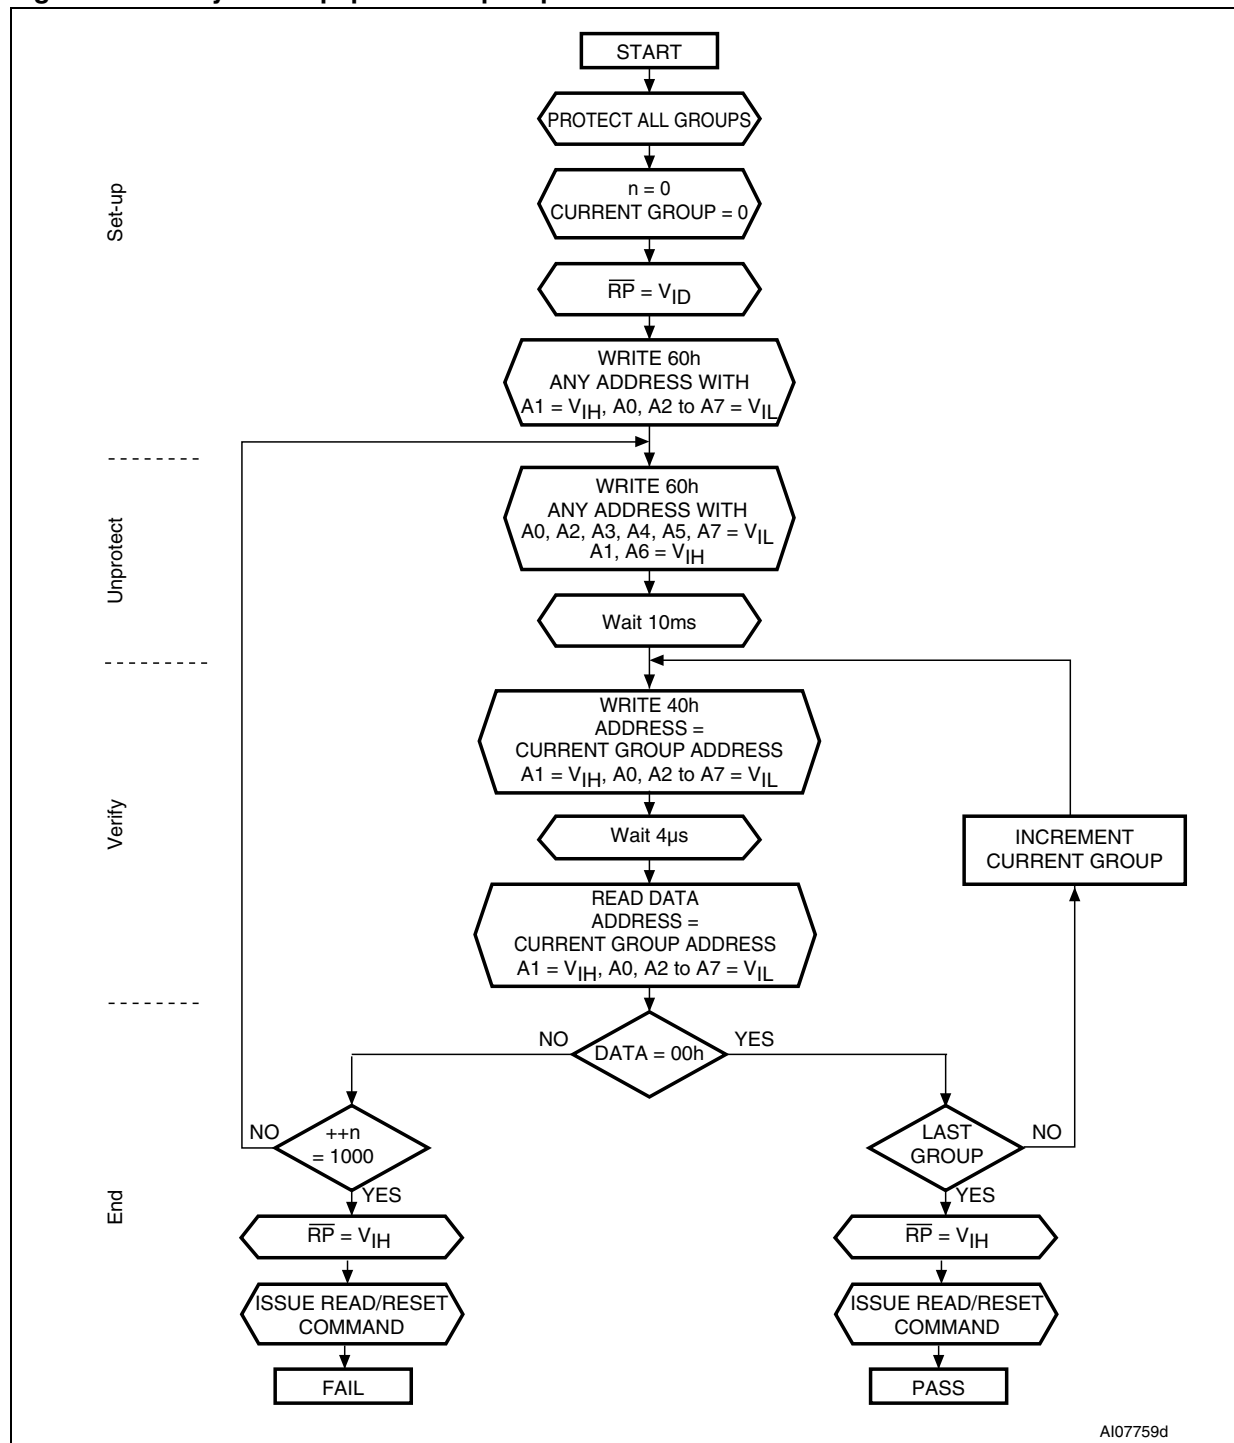 START
PROTECT ALL GROUPS
n = 0
CURRENT GROUP = 0
Set-up
RP = VID
WRITE 60h
ANY ADDRESS WITH
A1 = VIH, A0, A2 to A7 = VIL
WRITE 60h
ANY ADDRESS WITH
A0, A2, A3, A4, A5, A7 = VIL
A1, A6 = VIH
Unprotect
Wait 10ms
WRITE 40h
ADDRESS =
CURRENT GROUP ADDRESS
A1 = VIH, A0, A2 to A7 = VIL
Verify
Wait 4µs
INCREMENT
CURRENT GROUP
READ DATA
ADDRESS =
CURRENT GROUP ADDRESS
A1 = VIH, A0, A2 to A7 = VIL
NO
DATA = 00h
YES
NO
++n
= 1000
LAST
GROUP
NO
YES
YES
End
RP = VIH
RP = VIH
ISSUE READ/RESET
COMMAND
ISSUE READ/RESET
COMMAND
FAIL
PASS
AI07759d